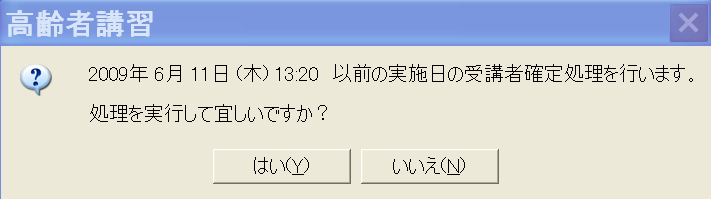 高齢者講習
2009年 6月 11日 (木) 13:20 以前の実施日の受講者確定処理を行います。
処理を実行して宜しいですか？
はい(Y)
いいえ(N)